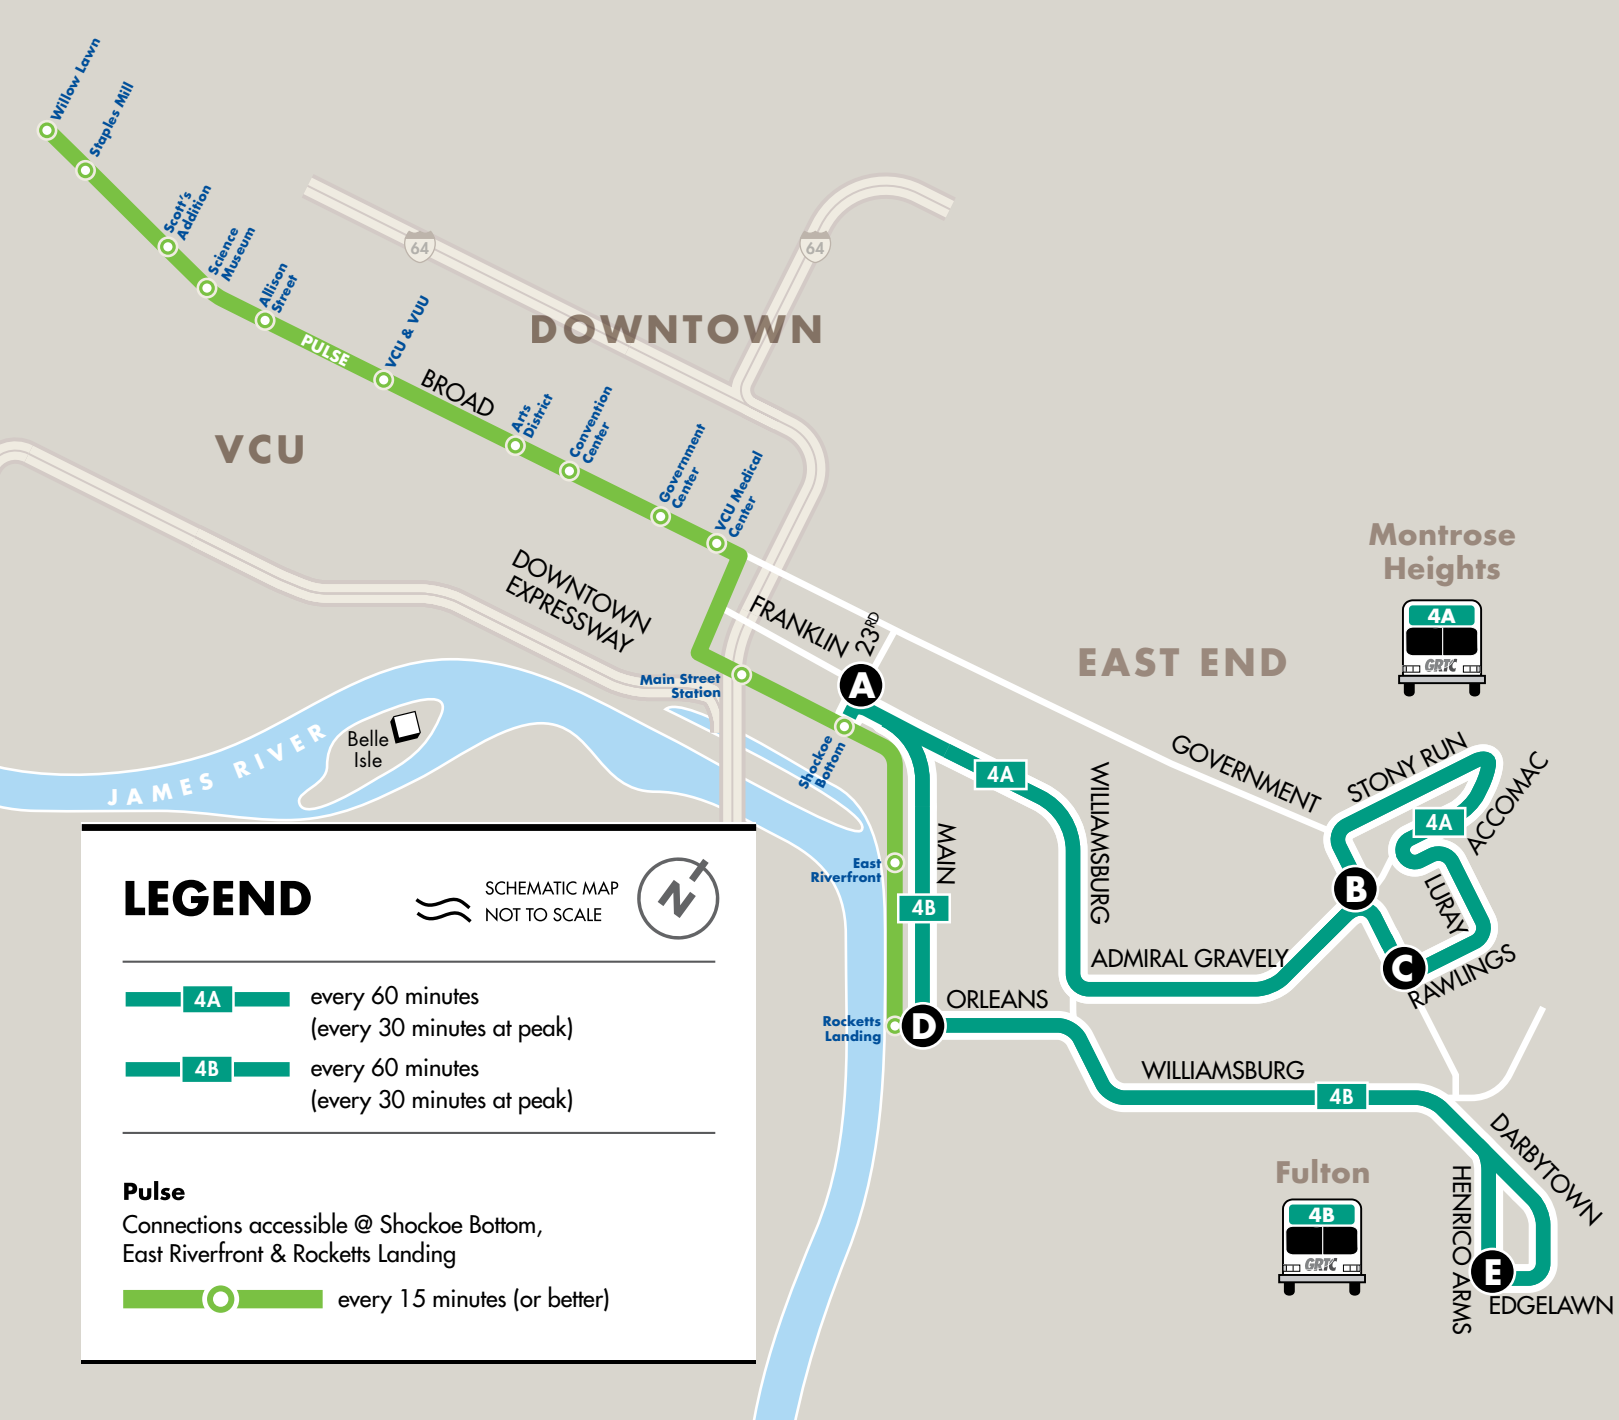 Willow Lawn
Staples Mill
Scott's
Addition
Science
Museum
Allison
Street
PULSE
VCU & VUU
BROAD
Arts
District
Convention
Center
Government
Center
VCU Medical
Center
64
64
DOWNTOWN
VCU
DOWNTOWN
EXPRESSWAY
FRANKLIN
23RD
A
Main Street
Station
Shockoe
Bottom
Belle
Isle
JAMES RIVER
EAST END
Montrose
Heights
4A
GRTC
4A
WILLIAMSBURG
GOVERNMENT
STONY RUN
ACCOMAC
4A
LURAY
B
C
RAWLINGS
MAIN
East
Riverfront
4B
ADMIRAL GRAVELY
ORLEANS
Rocketts
Landing
D
WILLIAMSBURG
4B
DARBYTOWN
HENRICO ARMS
E
EDGELAWN
Fulton
4B
GRTC
LEGEND
SCHEMATIC MAP
NOT TO SCALE
N
4A
every 60 minutes
(every 30 minutes at peak)
4B
every 60 minutes
(every 30 minutes at peak)
Pulse
Connections accessible @ Shockoe Bottom,
East Riverfront & Rocketts Landing
every 15 minutes (or better)